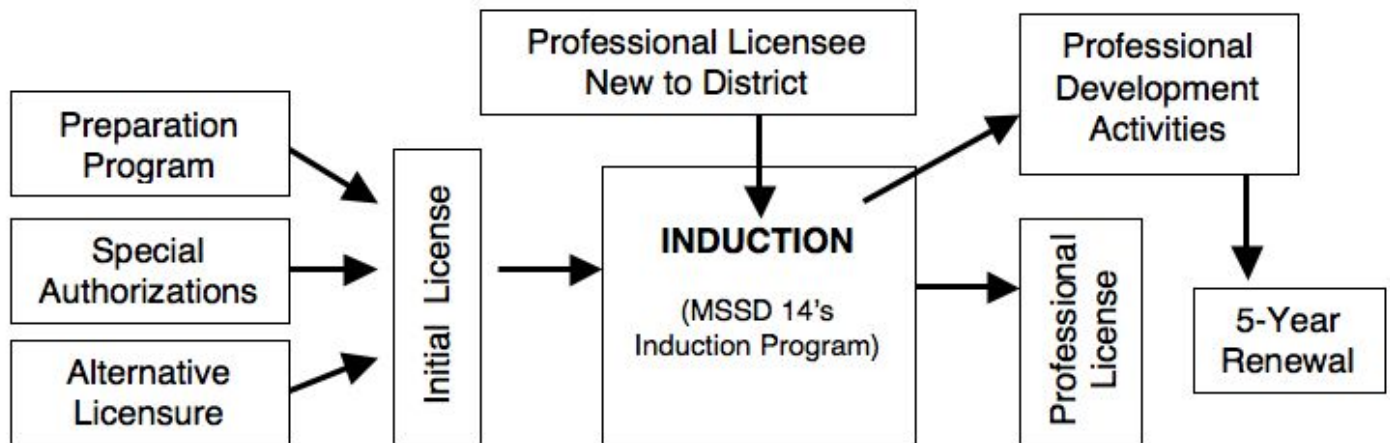 Professional Licensee
New to District
Professional
Development
Activities
Preparation
Program
Special
Authorizations
Alternative
Licensure
Initial License
INDUCTION
(MSSD 14's
Induction Program)
Professional
License
5-Year
Renewal